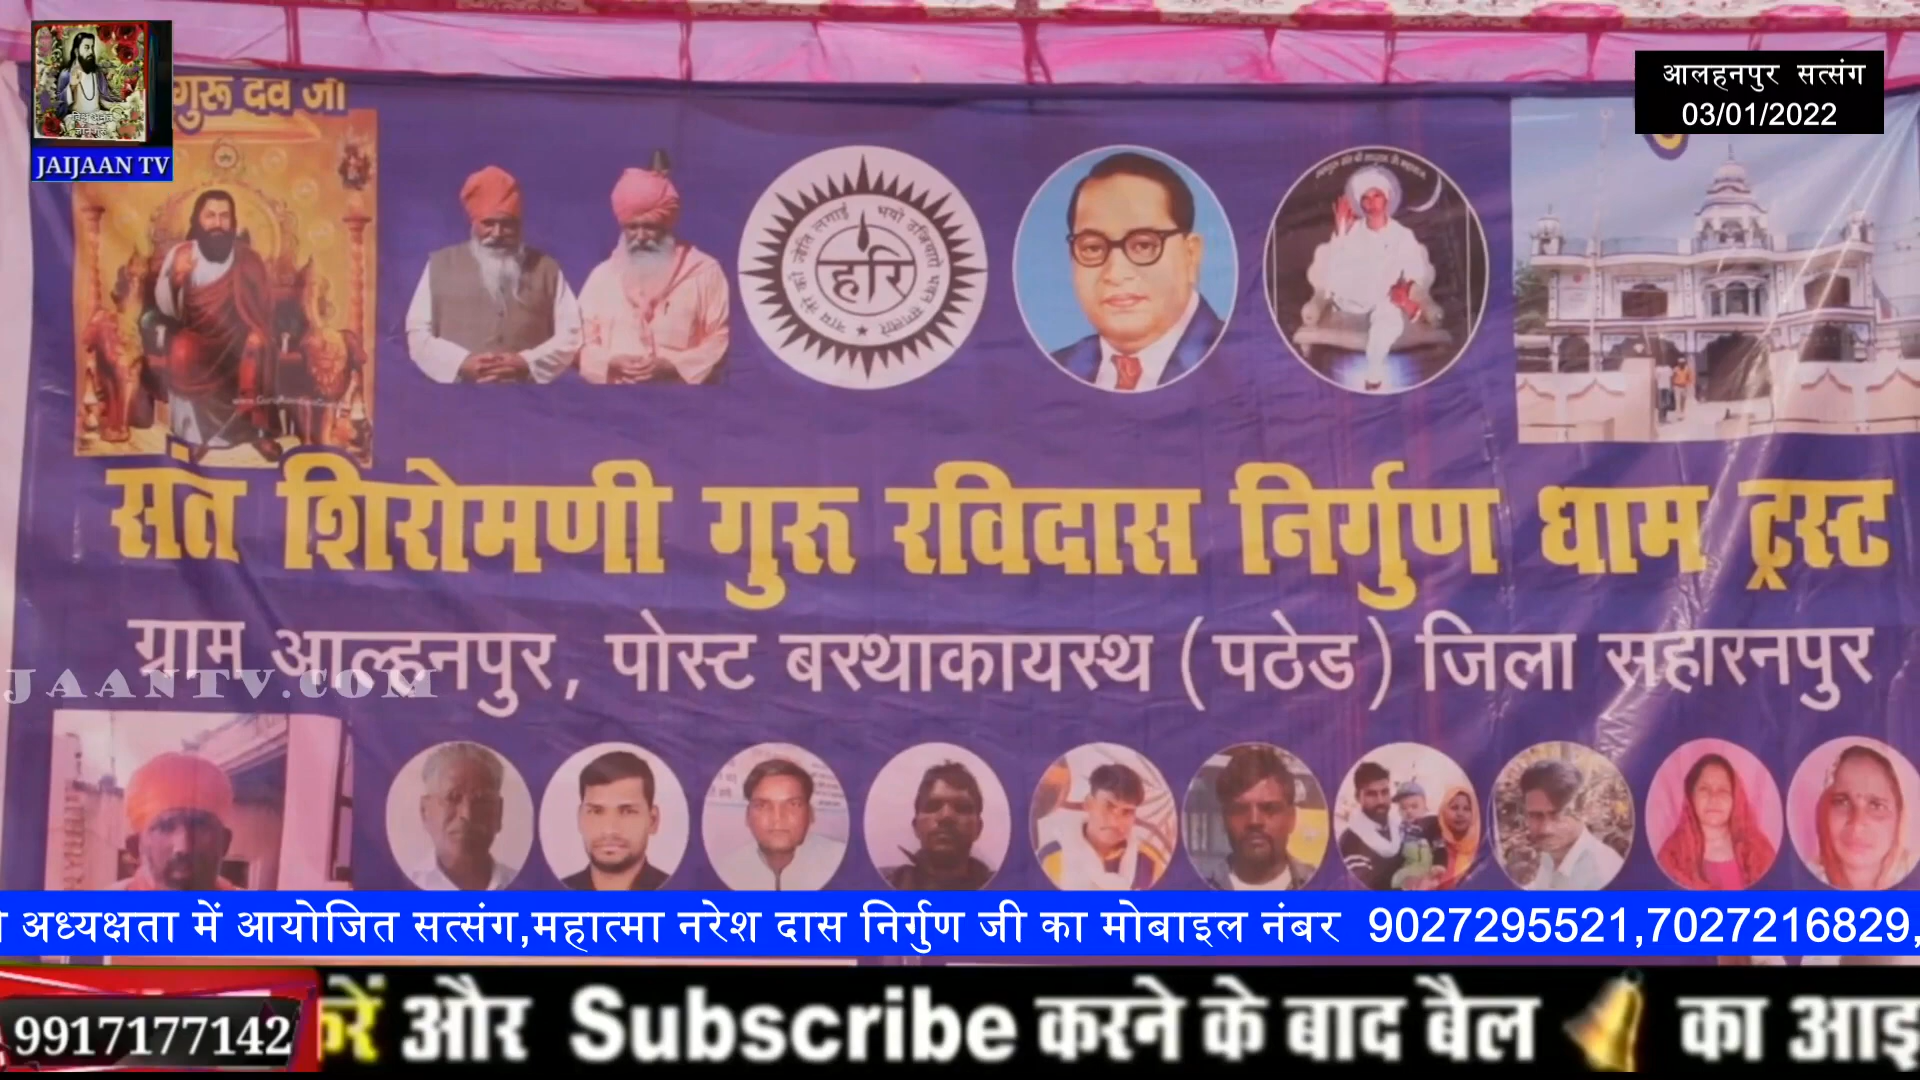 गुरू देव जी
JAIJAAN TV
आलहनपुर सत्संग
03/01/2022
हरि
संत शिरोमणी गुरु रविदास निर्गुण धाम ट्रस्ट
ग्राम आल्हनपुर, पोस्ट बरथाकायस्थ (पठेड) जिला सहारनपुर
JAANTV.COM
अध्यक्षता में आयोजित सत्संग,महात्मा नरेश दास निर्गुण जी का मोबाइल नंबर 9027295521,7027216829,
9917177142
करें और Subscribe करने के बाद बैल का आइ